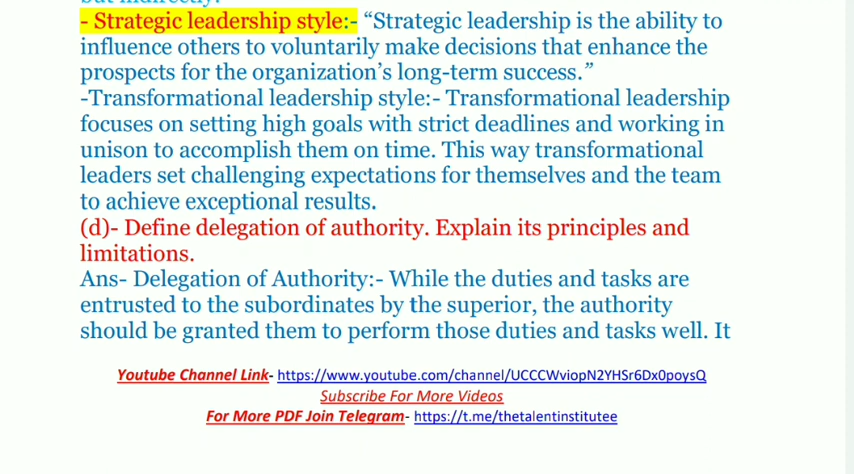 but indirectly.
- Strategic leadership style:- “Strategic leadership is the ability to
influence others to voluntarily make decisions that enhance the
prospects for the organization’s long-term success.”
-Transformational leadership style:- Transformational leadership
focuses on setting high goals with strict deadlines and working in
unison to accomplish them on time. This way transformational
leaders set challenging expectations for themselves and the team
to achieve exceptional results.
(d)- Define delegation of authority. Explain its principles and
limitations.
Ans- Delegation of Authority:- While the duties and tasks are
entrusted to the subordinates by the superior, the authority
should be granted them to perform those duties and tasks well. It
Youtube Channel Link- https://www.youtube.com/channel/UCCCWviopN2YHSr6Dx0poysQ
Subscribe For More Videos
For More PDF Join Telegram- https://t.me/thetalentinstitutee